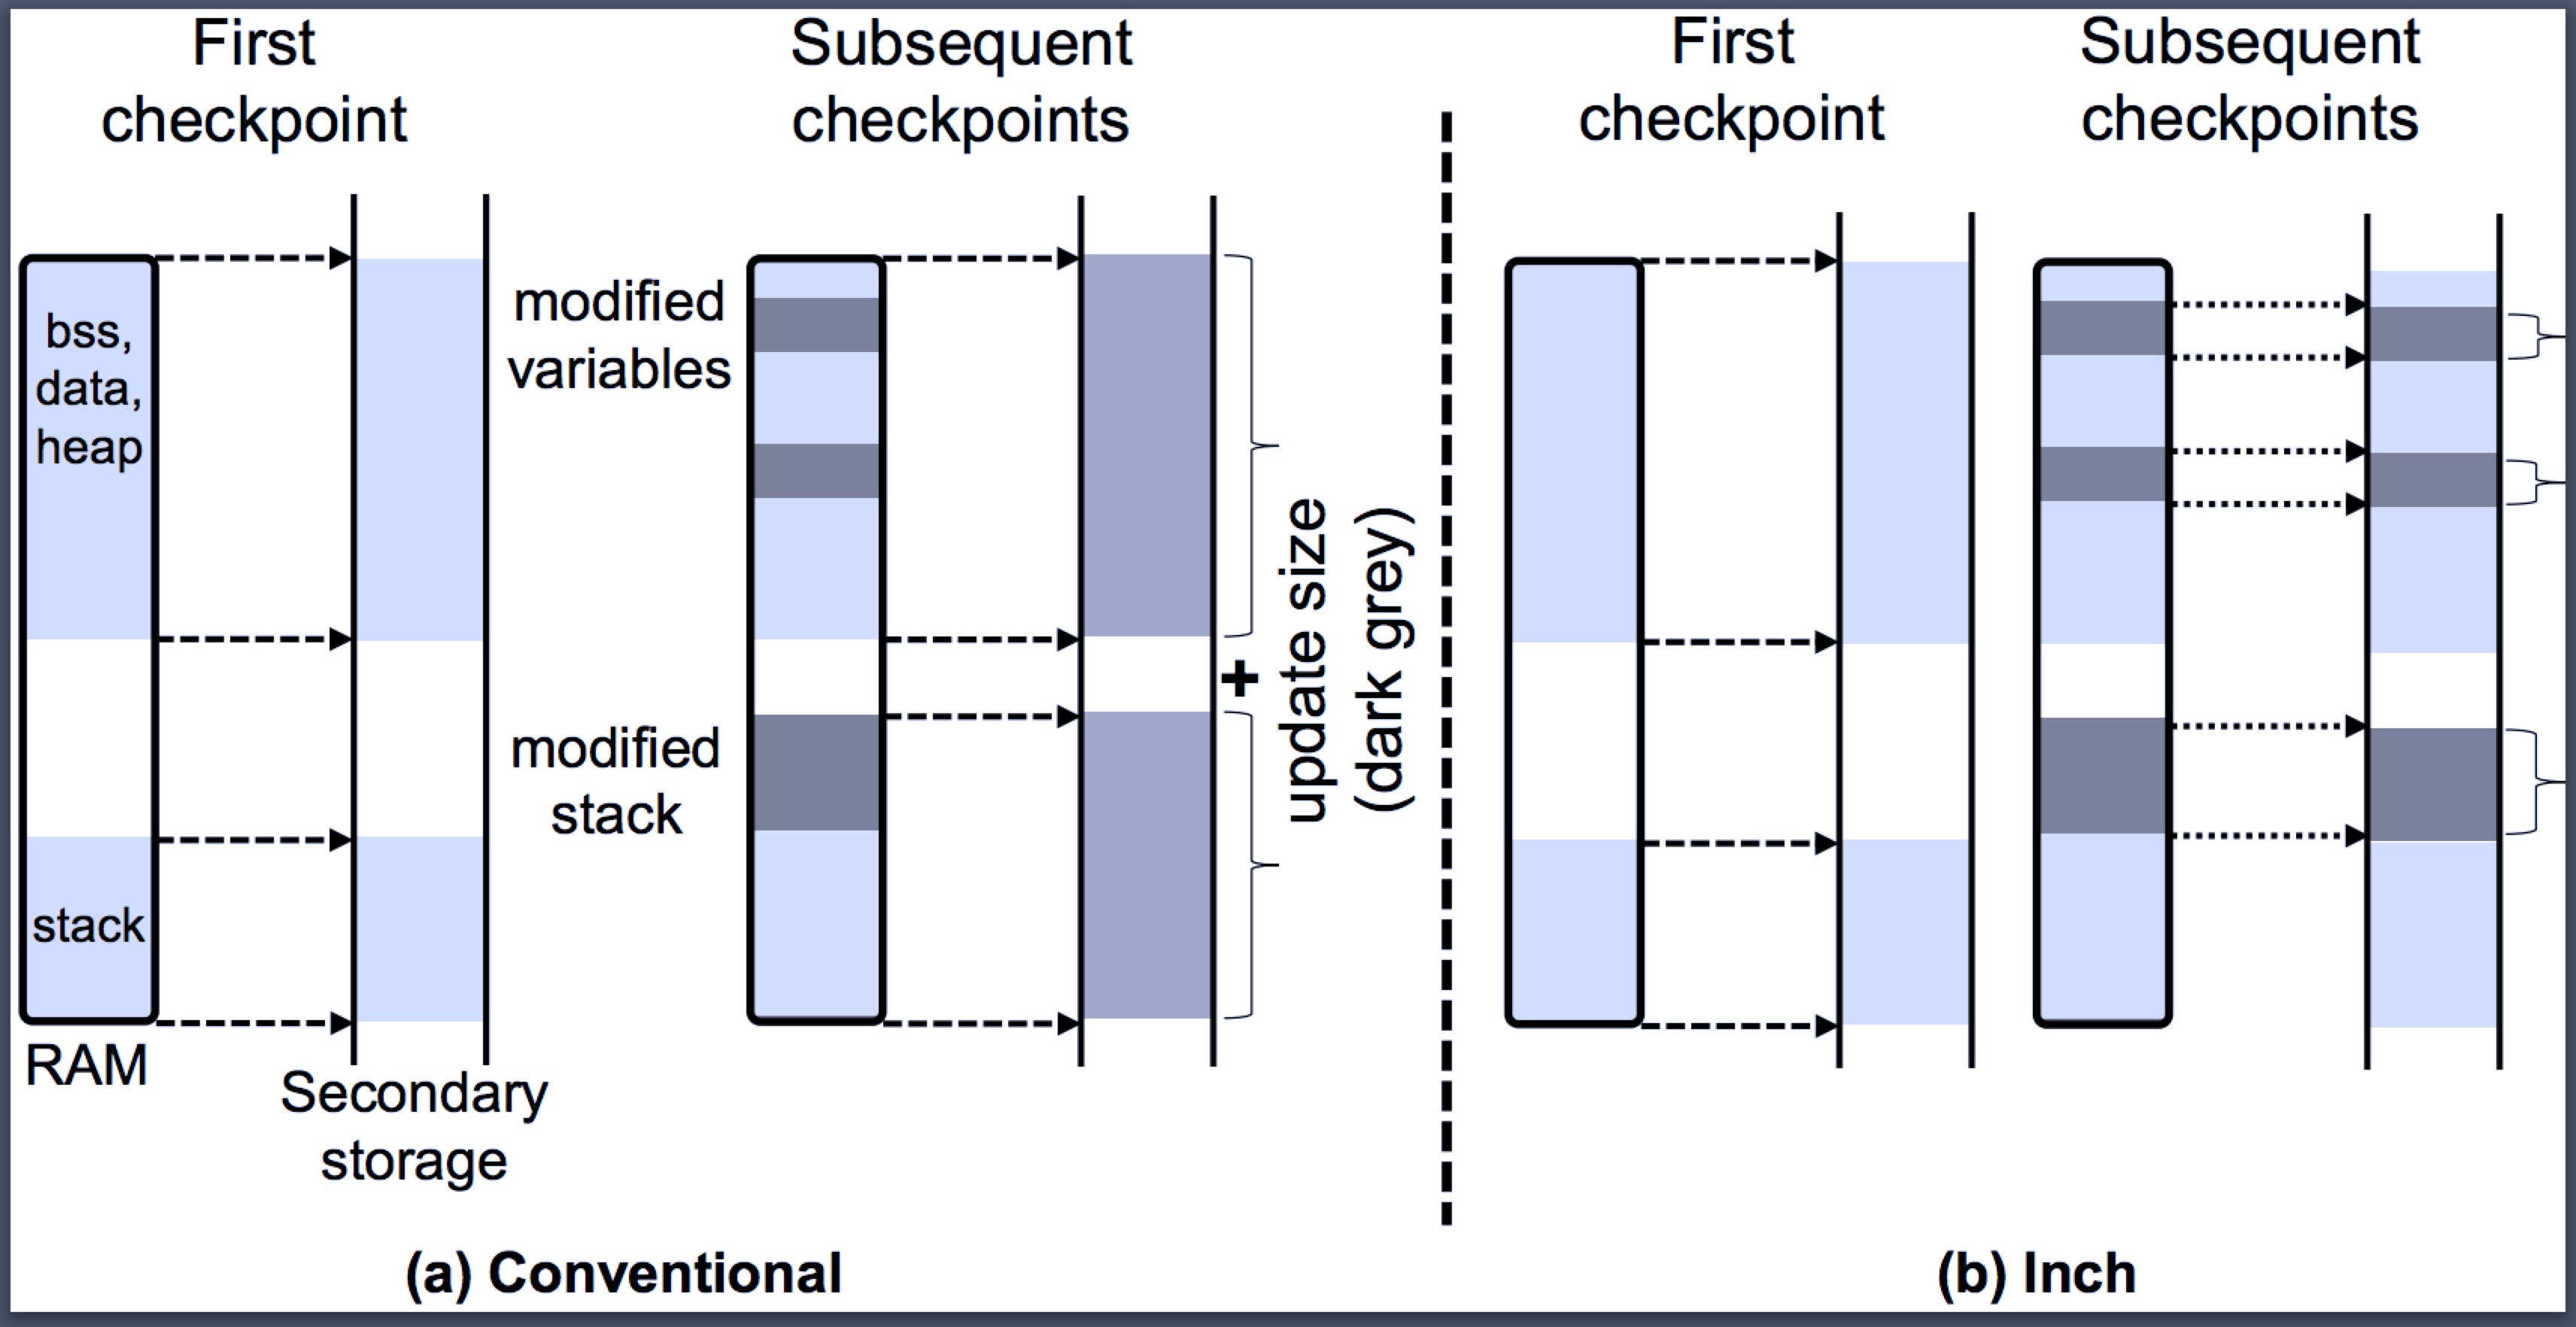 First
checkpoint
Subsequent
checkpoints
First
checkpoint
Subsequent
checkpoints
bss,
data,
heap
stack
RAM
Secondary
storage
modified
variables
modified
stack
+
update size
(dark grey)
(a) Conventional
(b) Inch